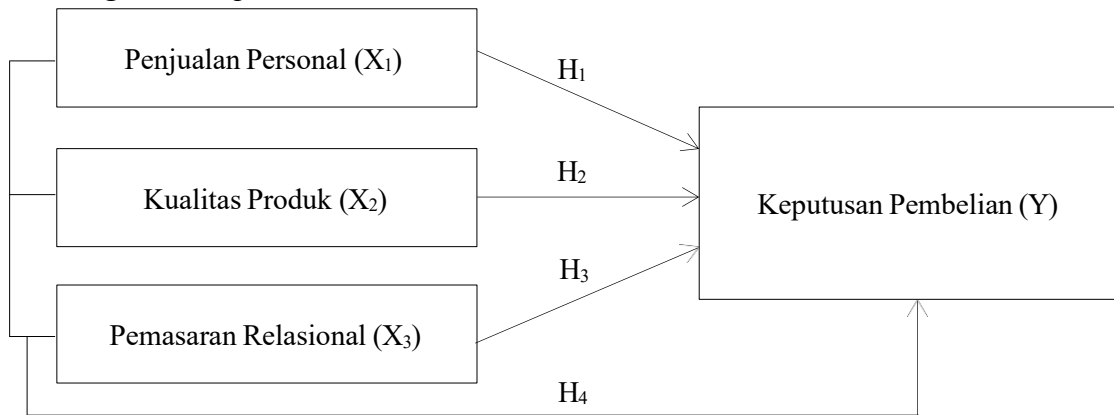 Penjualan Personal (X₁)
H₁
Kualitas Produk (X₂)
H₂
Keputusan Pembelian (Y)
H₃
Pemasaran Relasional (X₃)
H₄